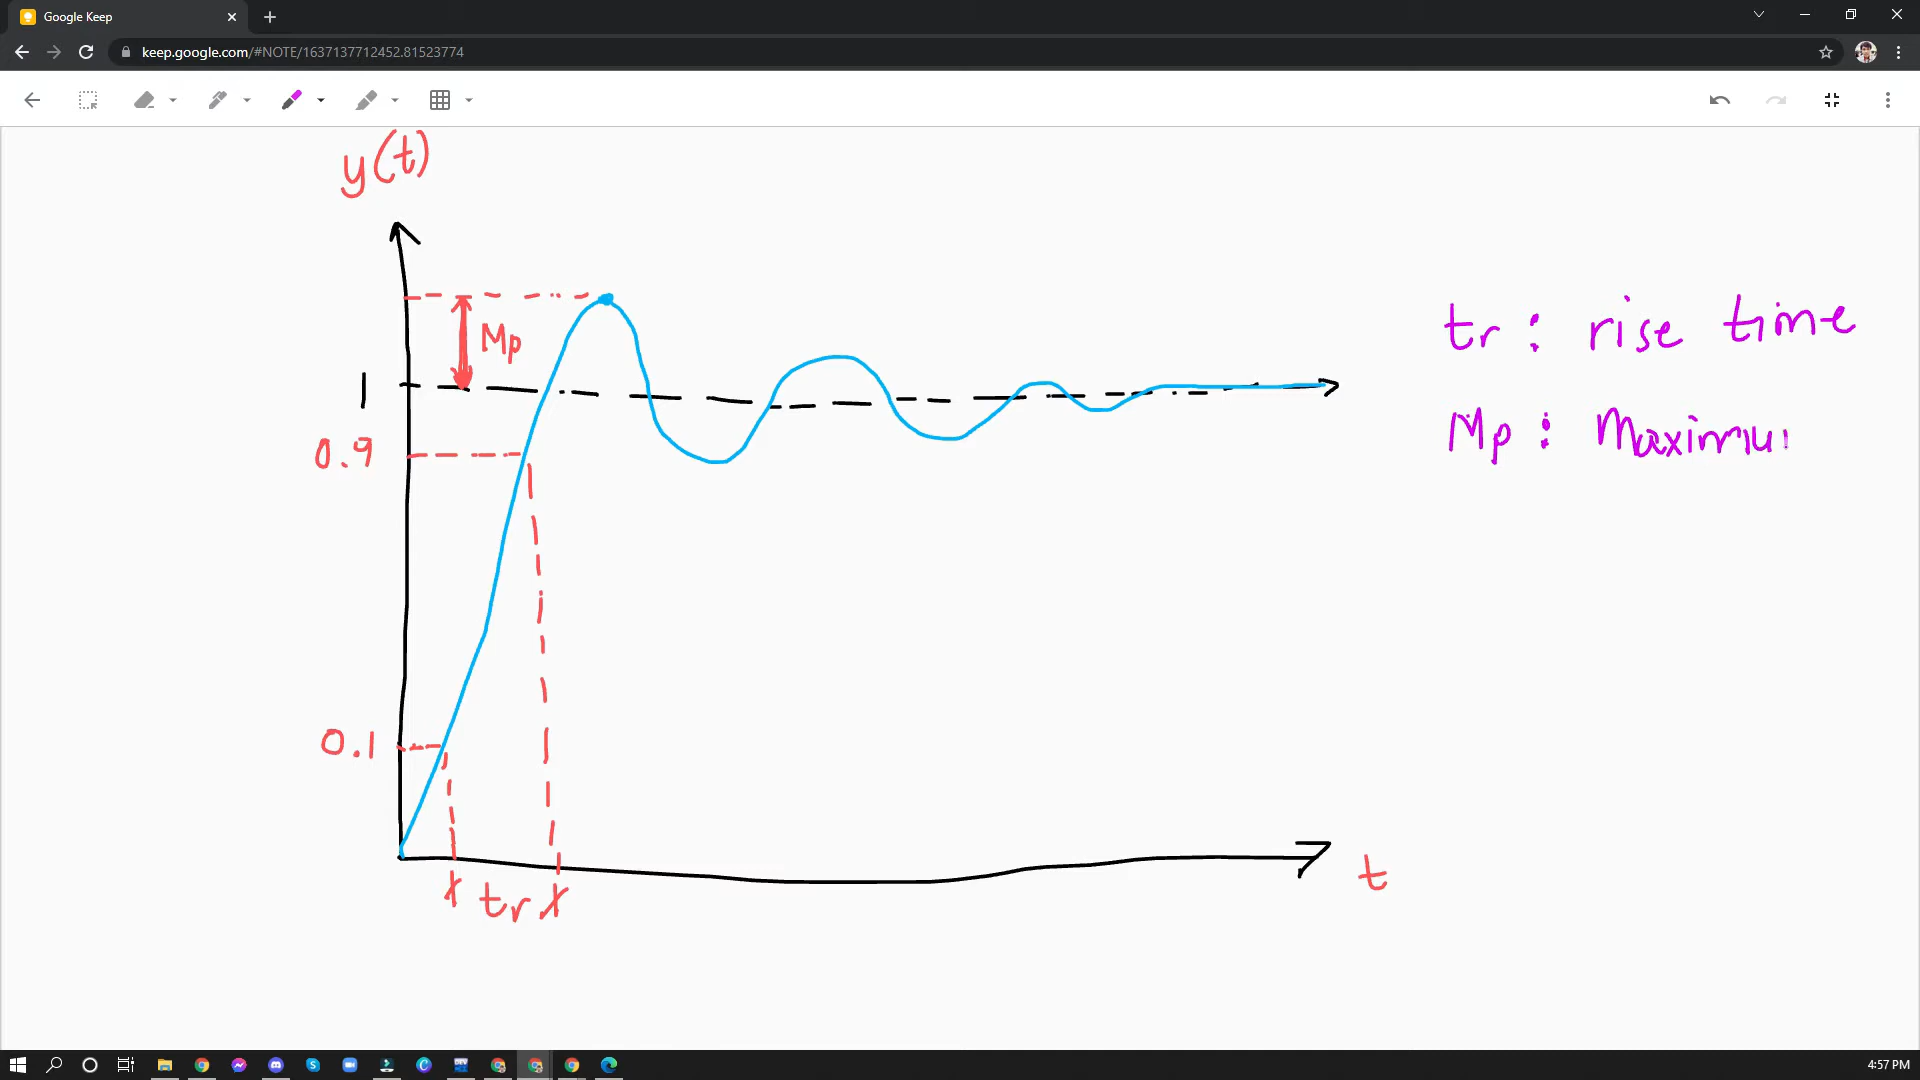 Google Keep
keep.google.com/#NOTE/1637137712452.81523774
y(t)
Mp
1
0.9
0.1
tr
t
tr : rise time
Mp : Maximu
4:57 PM